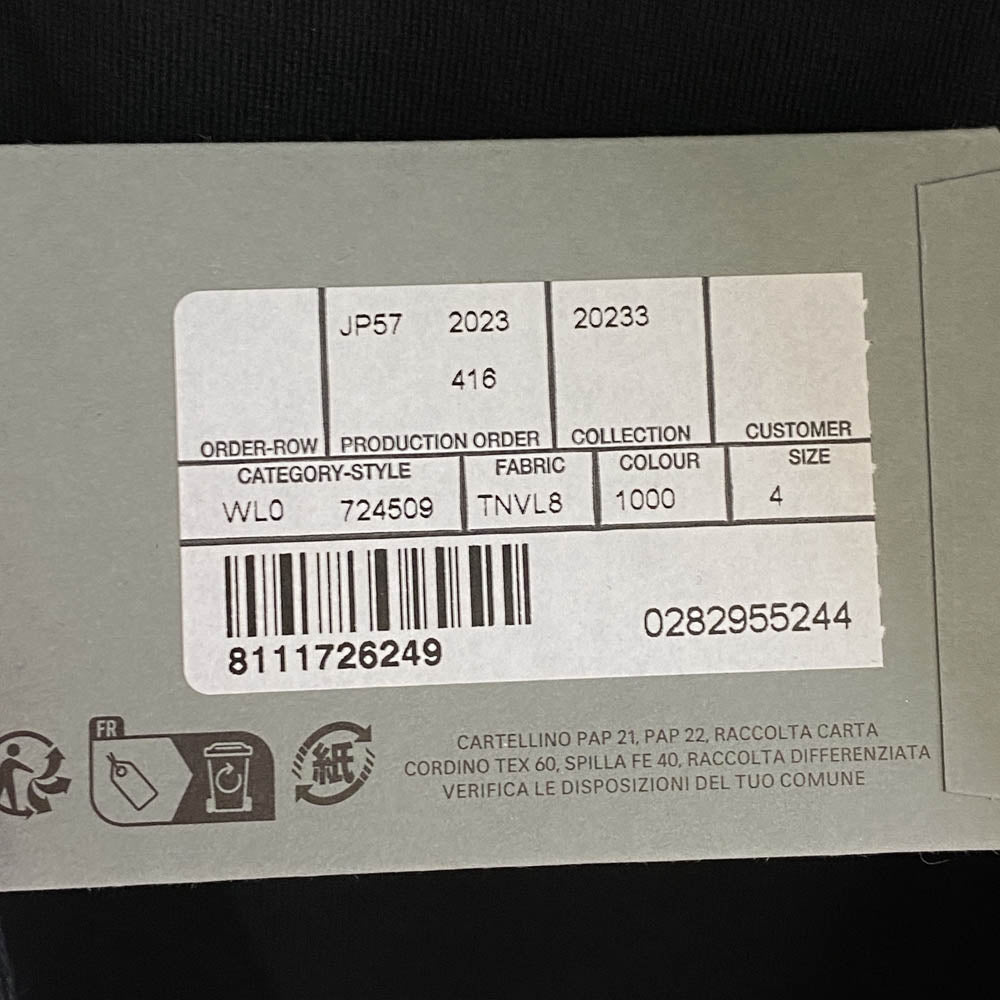 JP57 2023 20233
416
ORDER-ROW PRODUCTION ORDER COLLECTION CUSTOMER
CATEGORY-STYLE FABRIC COLOUR SIZE
WL0 724509 TNVL8 1000 4
8111726249 0282955244
FR
紙
CARTELLINO PAP 21, PAP 22, RACCOLTA CARTA
CORDINO TEX 60, SPILLA FE 40, RACCOLTA DIFFERENZIATA
VERIFICA LE DISPOSIZIONI DEL TUO COMUNE